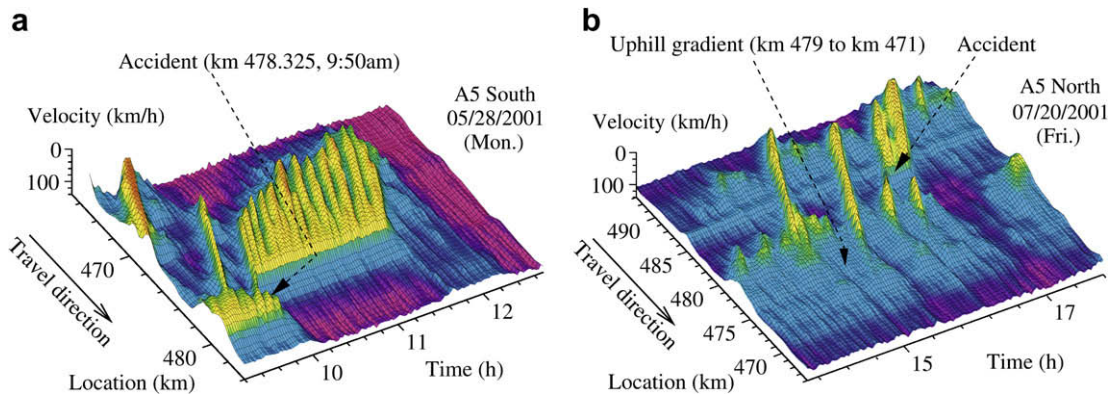 a
Accident (km 478.325, 9:50am)
A5 South
05/28/2001
(Mon.)
Velocity (km/h)
0
100
Travel direction
470
480
Location (km)
10
11
12
Time (h)
b
Uphill gradient (km 479 to km 471)
Accident
A5 North
07/20/2001
(Fri.)
Velocity (km/h)
0
100
Travel direction
490
485
480
475
470
Location (km)
15
17
Time (h)